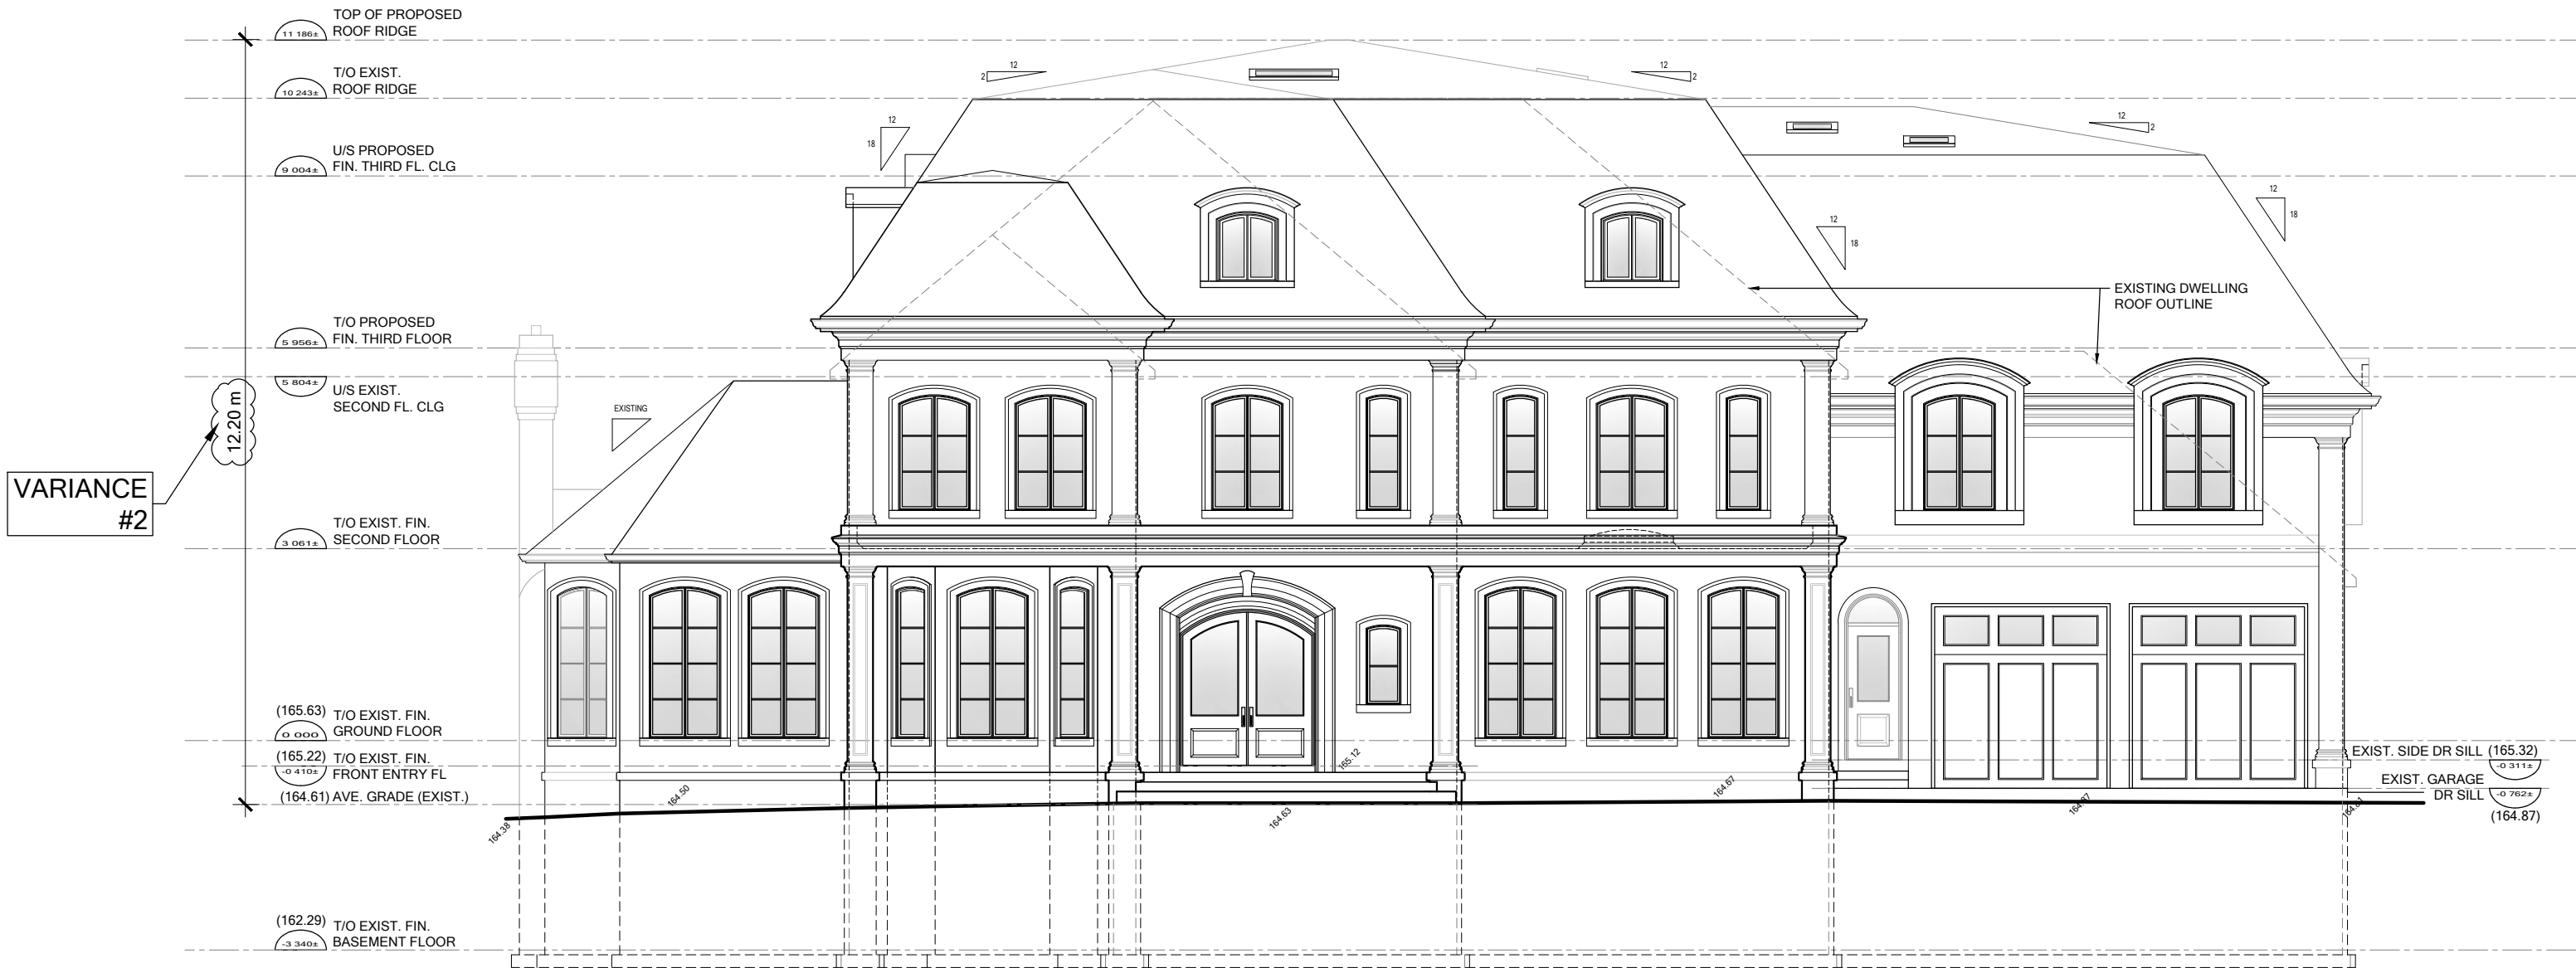 TOP OF PROPOSED
11 186± ROOF RIDGE
T/O EXIST.
10 243± ROOF RIDGE
U/S PROPOSED
9 004± FIN. THIRD FL. CLG
T/O PROPOSED
5 956± FIN. THIRD FLOOR
5 804± U/S EXIST.
SECOND FL. CLG
12.20 m
VARIANCE
#2
T/O EXIST. FIN.
3 061± SECOND FLOOR
(165.63) T/O EXIST. FIN.
0 000 GROUND FLOOR
(165.22) T/O EXIST. FIN.
-0 410± FRONT ENTRY FL
(164.61) AVE. GRADE (EXIST.)
(162.29) T/O EXIST. FIN.
-3 340± BASEMENT FLOOR
12
2
12
2
12
18
12
2
12
18
12
18
EXISTING
EXISTING DWELLING
ROOF OUTLINE
165.12
164.38
164.50
164.63
164.67
EXIST. SIDE DR SILL (165.32)
-0 311±
EXIST. GARAGE
DR SILL -0 762±
(164.87)